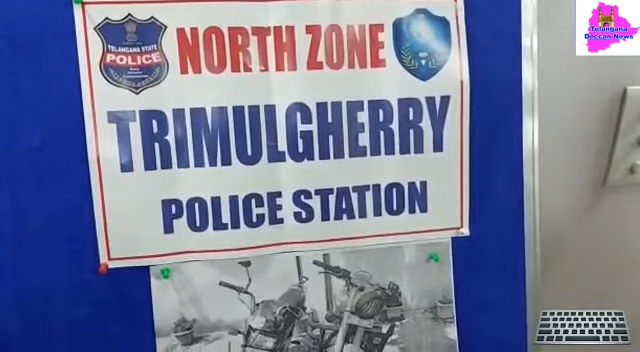 Telangana
Deccan News
TELANGANA STATE
POLICE
NORTH ZONE
TRIMULGHERRY
POLICE STATION